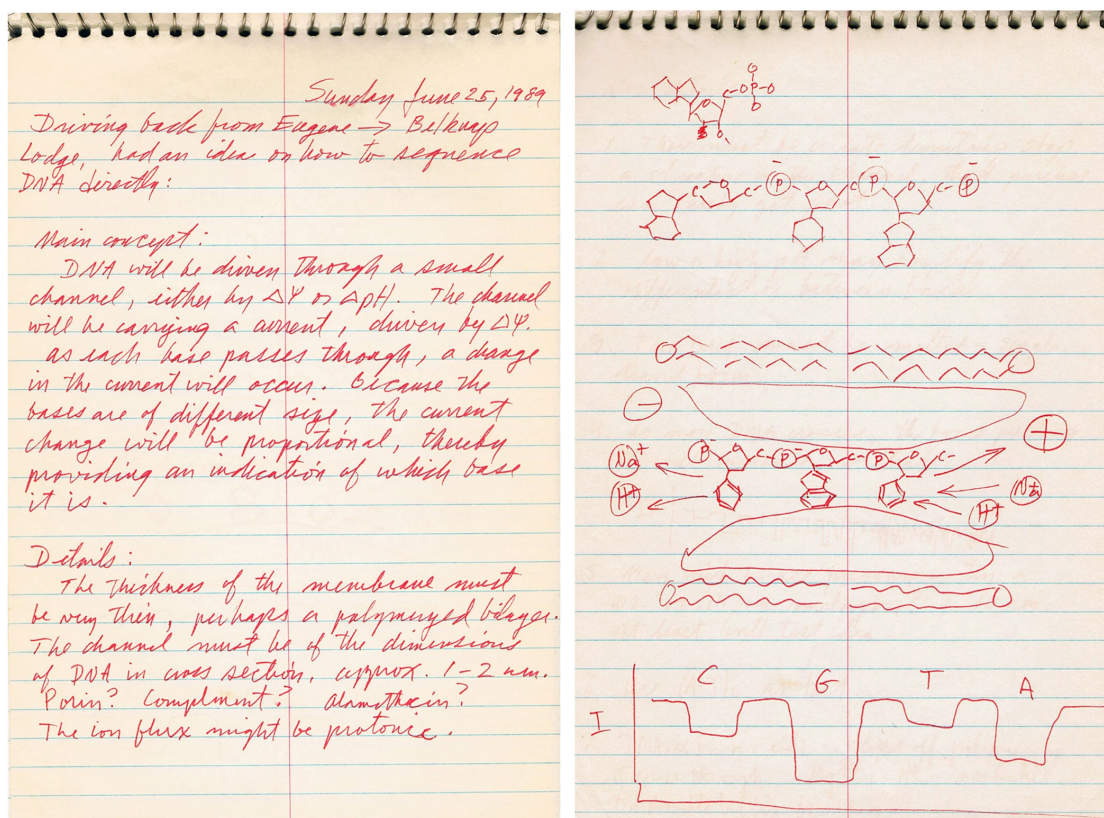 Sunday June 25, 1989
Driving back from Eugene → Belknap
Lodge, had an idea on how to sequence
DNA directly:
Main concept:
DNA will be driven through a small
channel, either by ΔΨ or ΔpH. The channel
will be carrying a current, driven by ΔΨ.
As each base passes through, a change
in the current will occur. Because the
bases are of different size, the current
change will be proportional, thereby
providing an indication of which base
it is.
Details:
The thickness of the membrane must
be very thin, perhaps a polymerized bilayer.
The channel must be of the dimensions
of DNA in cross section, approx. 1-2 nm.
Porin? Compliment? Alamethicin?
The ion flux might be protonic.
O
C-OP-O
O
O
O
C O C- P⁻ O C P⁻ O C- P⁻
−
+
P⁻ O C- P⁻ O C- P⁻ O C-
Na⁺
Na⁺
H⁺
H⁺
C G T A
I